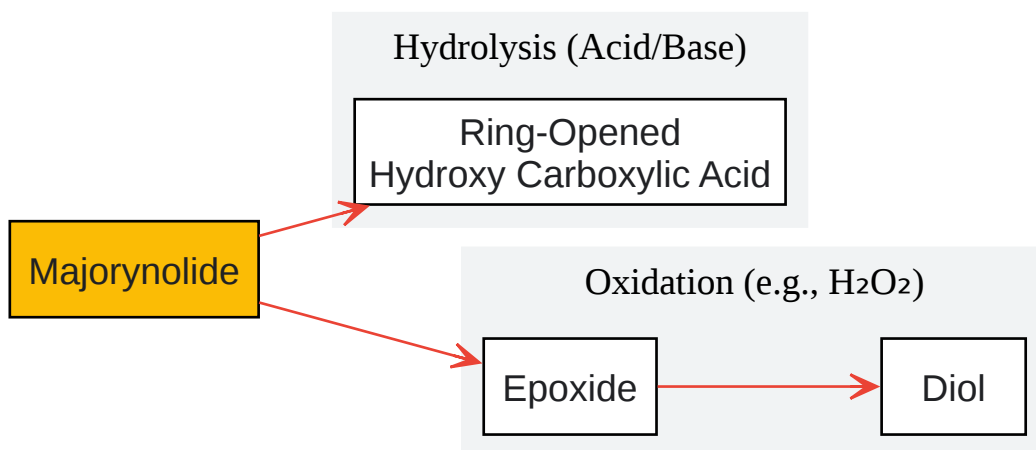 Hydrolysis (Acid/Base)
Ring-Opened
Hydroxy Carboxylic Acid
Majorynolide
Oxidation (e.g., H₂O₂)
Epoxide
Diol